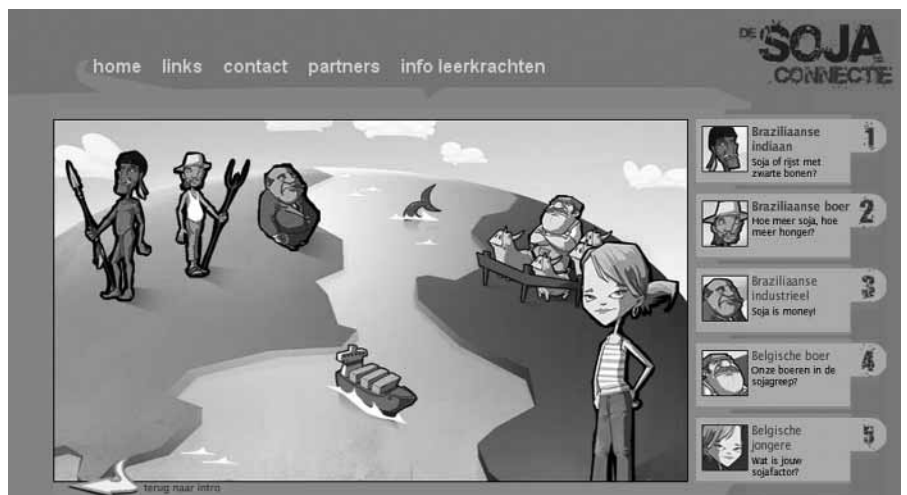 DE SOJA
CONNECTIE
home links contact partners info leerkrachten
Braziliaanse
indiaan
Soja of rijst met
zwarte bonen?
1
Braziliaanse boer
Hoe meer soja, hoe
meer honger?
2
Braziliaanse
industrieel
Soja is money!
3
Belgische boer
Onze boeren in de
sojagreep?
4
Belgische
jongere
Wat is jouw
sojafactor?
5
terug naar intro